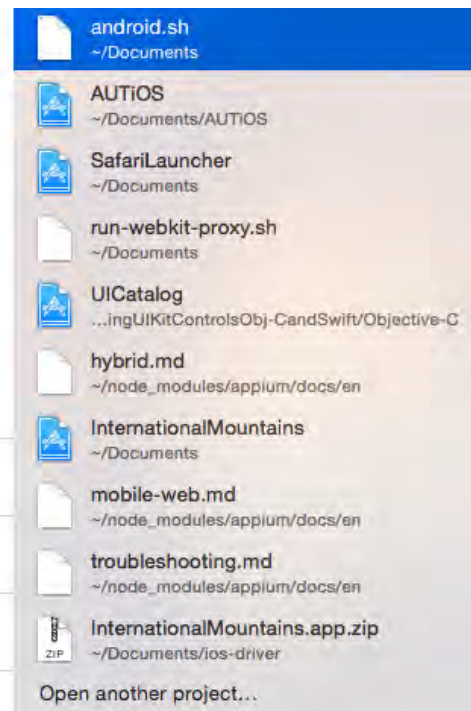 android.sh
~/Documents
AUTiOS
~/Documents/AUTiOS
SafariLauncher
~/Documents
run-webkit-proxy.sh
~/Documents
UICatalog
...ingUIKitControlsObj-CandSwift/Objective-C
hybrid.md
~/node_modules/appium/docs/en
InternationalMountains
~/Documents
mobile-web.md
~/node_modules/appium/docs/en
troubleshooting.md
~/node_modules/appium/docs/en
InternationalMountains.app.zip
ZIP ~/Documents/ios-driver
Open another project...